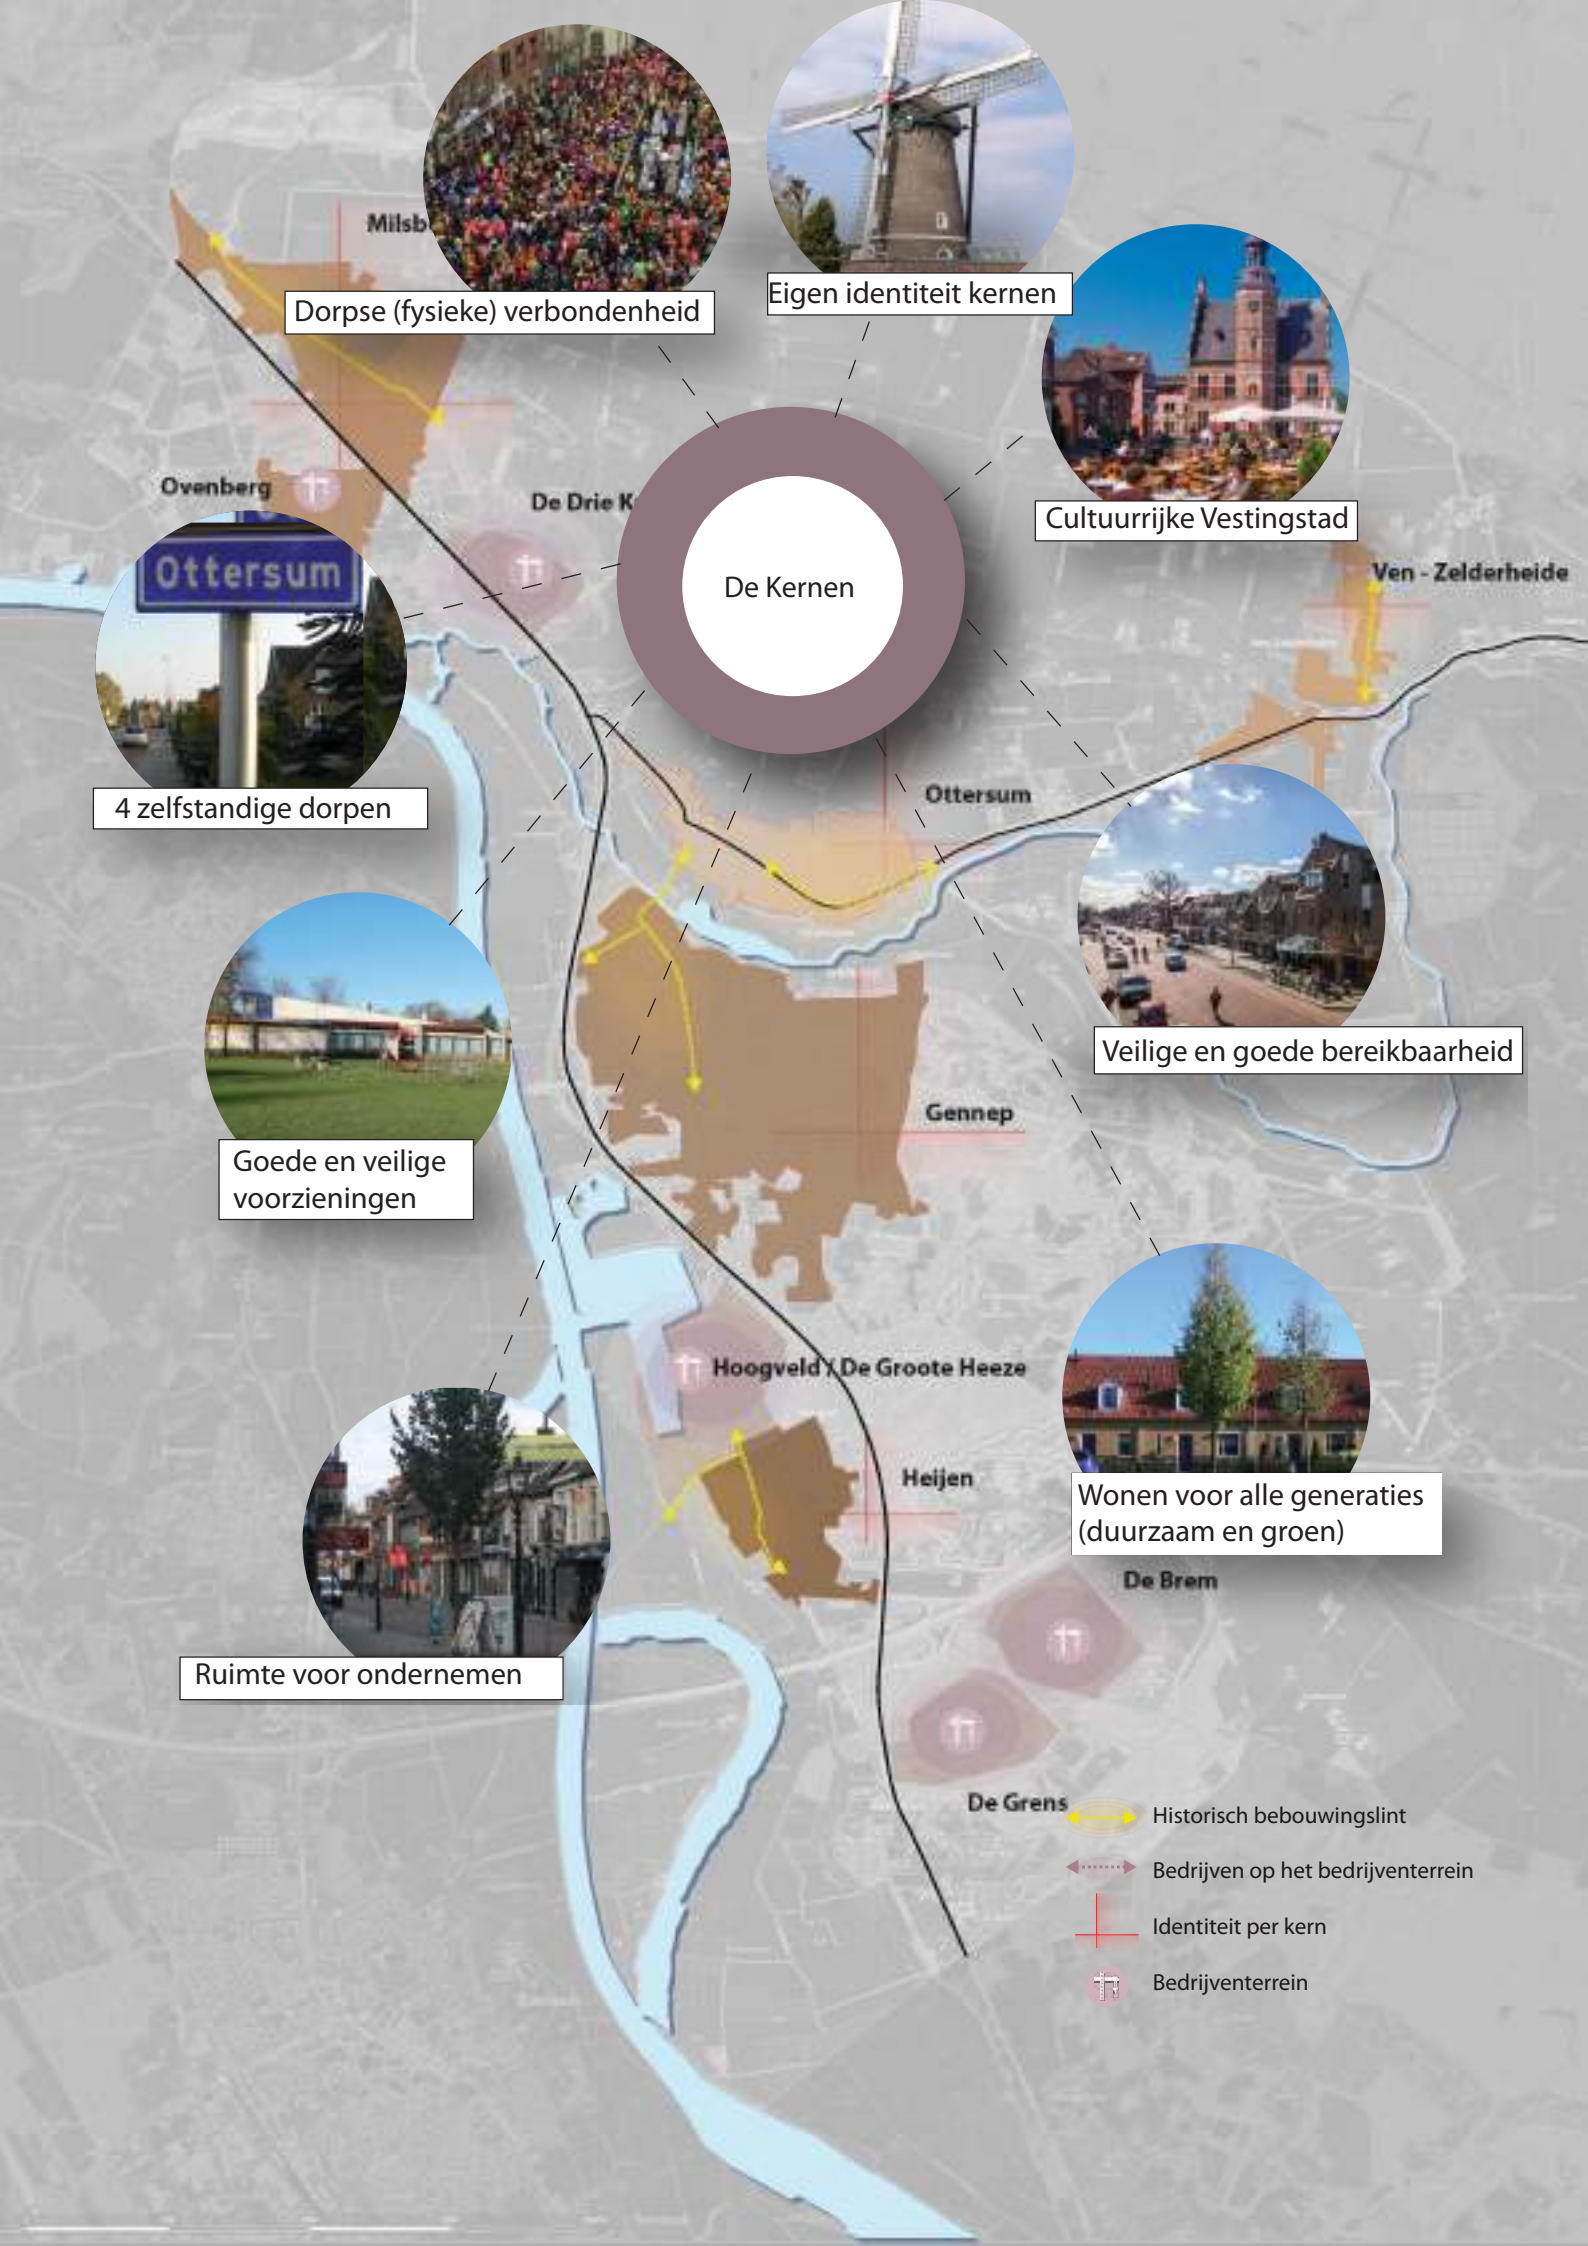 Dorpse (fysieke) verbondenheid
Eigen identiteit kernen
Ovenberg
De Drie
Ottersum
Cultuurrijke Vestingstad
Ven - Zelderheide
De Kernen
4 zelfstandige dorpen
Ottersum
Veilige en goede bereikbaarheid
Gennep
Goede en veilige
voorzieningen
Hoogveld / De Groote Heeze
Heijen
Wonen voor alle generaties
(duurzaam en groen)
De Brem
Ruimte voor ondernemen
De Grens
Historisch bebouwingslint
Bedrijven op het bedrijventerrein
Identiteit per kern
Bedrijventerrein